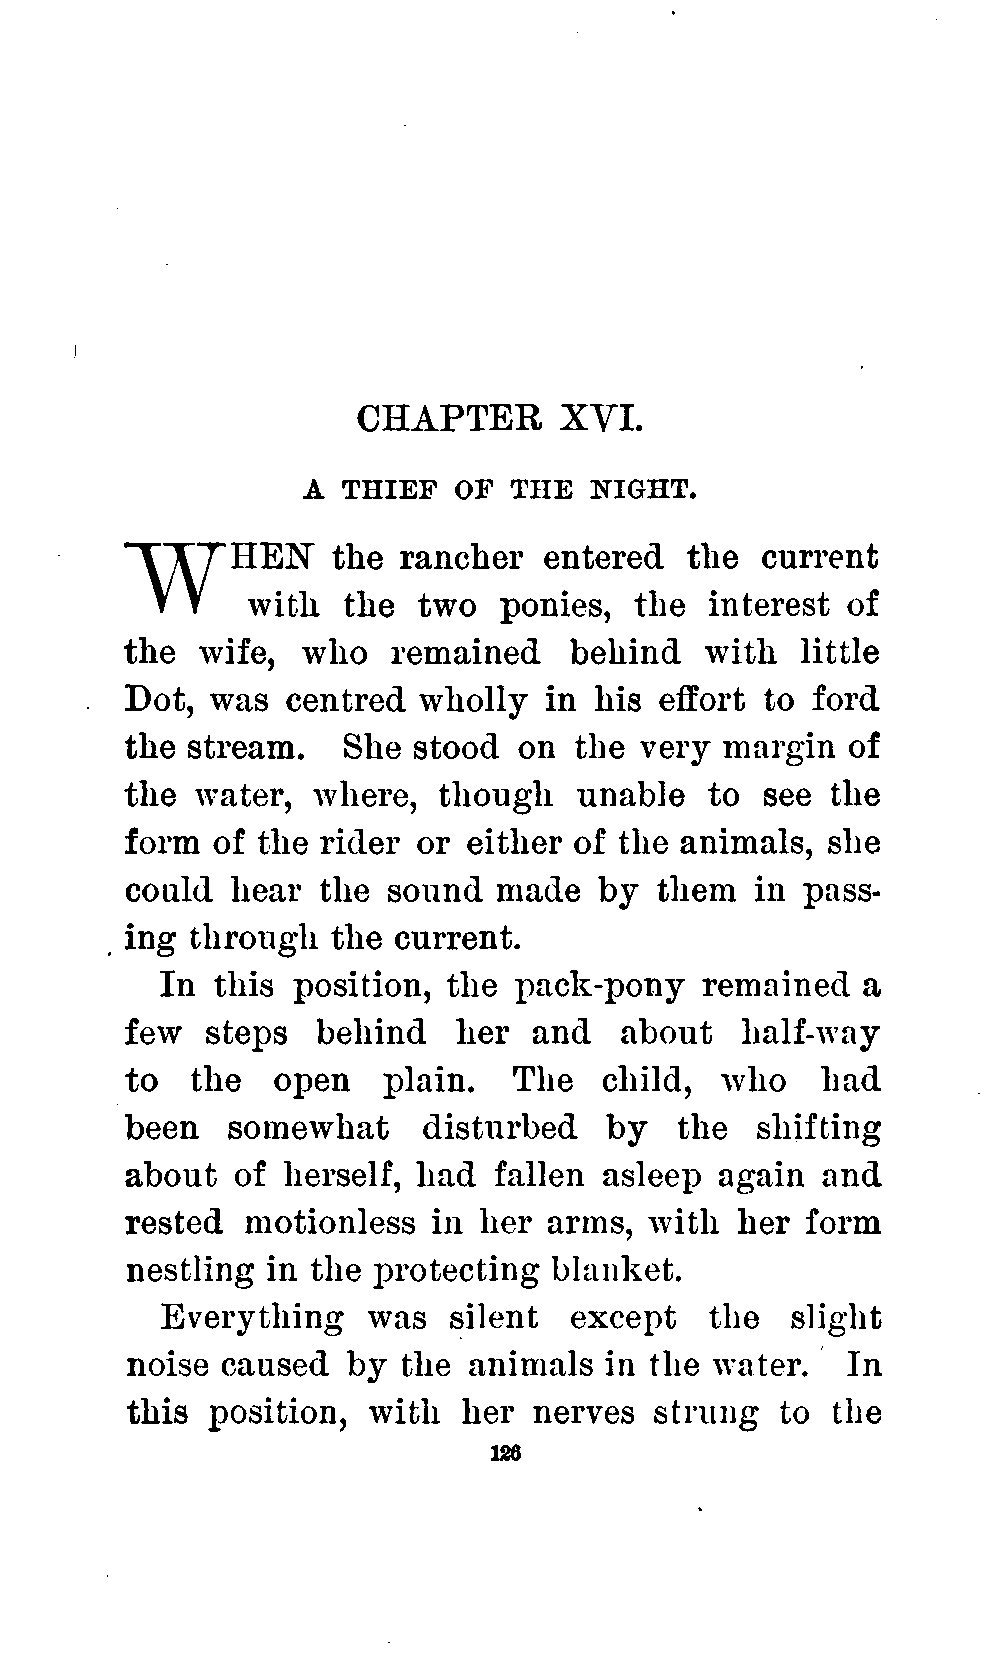 CHAPTER XVI.
A THIEF OF THE NIGHT.
WHEN the rancher entered the current
with the two ponies, the interest of
the wife, who remained behind with little
Dot, was centred wholly in his effort to ford
the stream. She stood on the very margin of
the water, where, though unable to see the
form of the rider or either of the animals, she
could hear the sound made by them in pass-
ing through the current.
In this position, the pack-pony remained a
few steps behind her and about half-way
to the open plain. The child, who had
been somewhat disturbed by the shifting
about of herself, had fallen asleep again and
rested motionless in her arms, with her form
nestling in the protecting blanket.
Everything was silent except the slight
noise caused by the animals in the water. In
this position, with her nerves strung to the
126